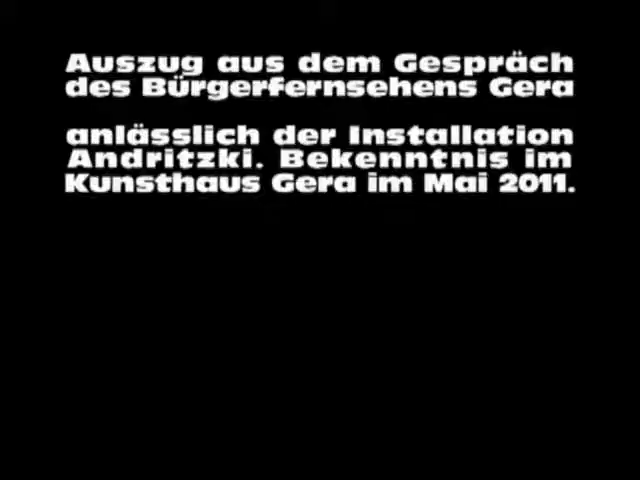 Auszug aus dem Gespräch
des Bürgerfernsehens Gera
anlässlich der Installation
Andritzki. Bekenntnis im
Kunsthaus Gera im Mai 2011.